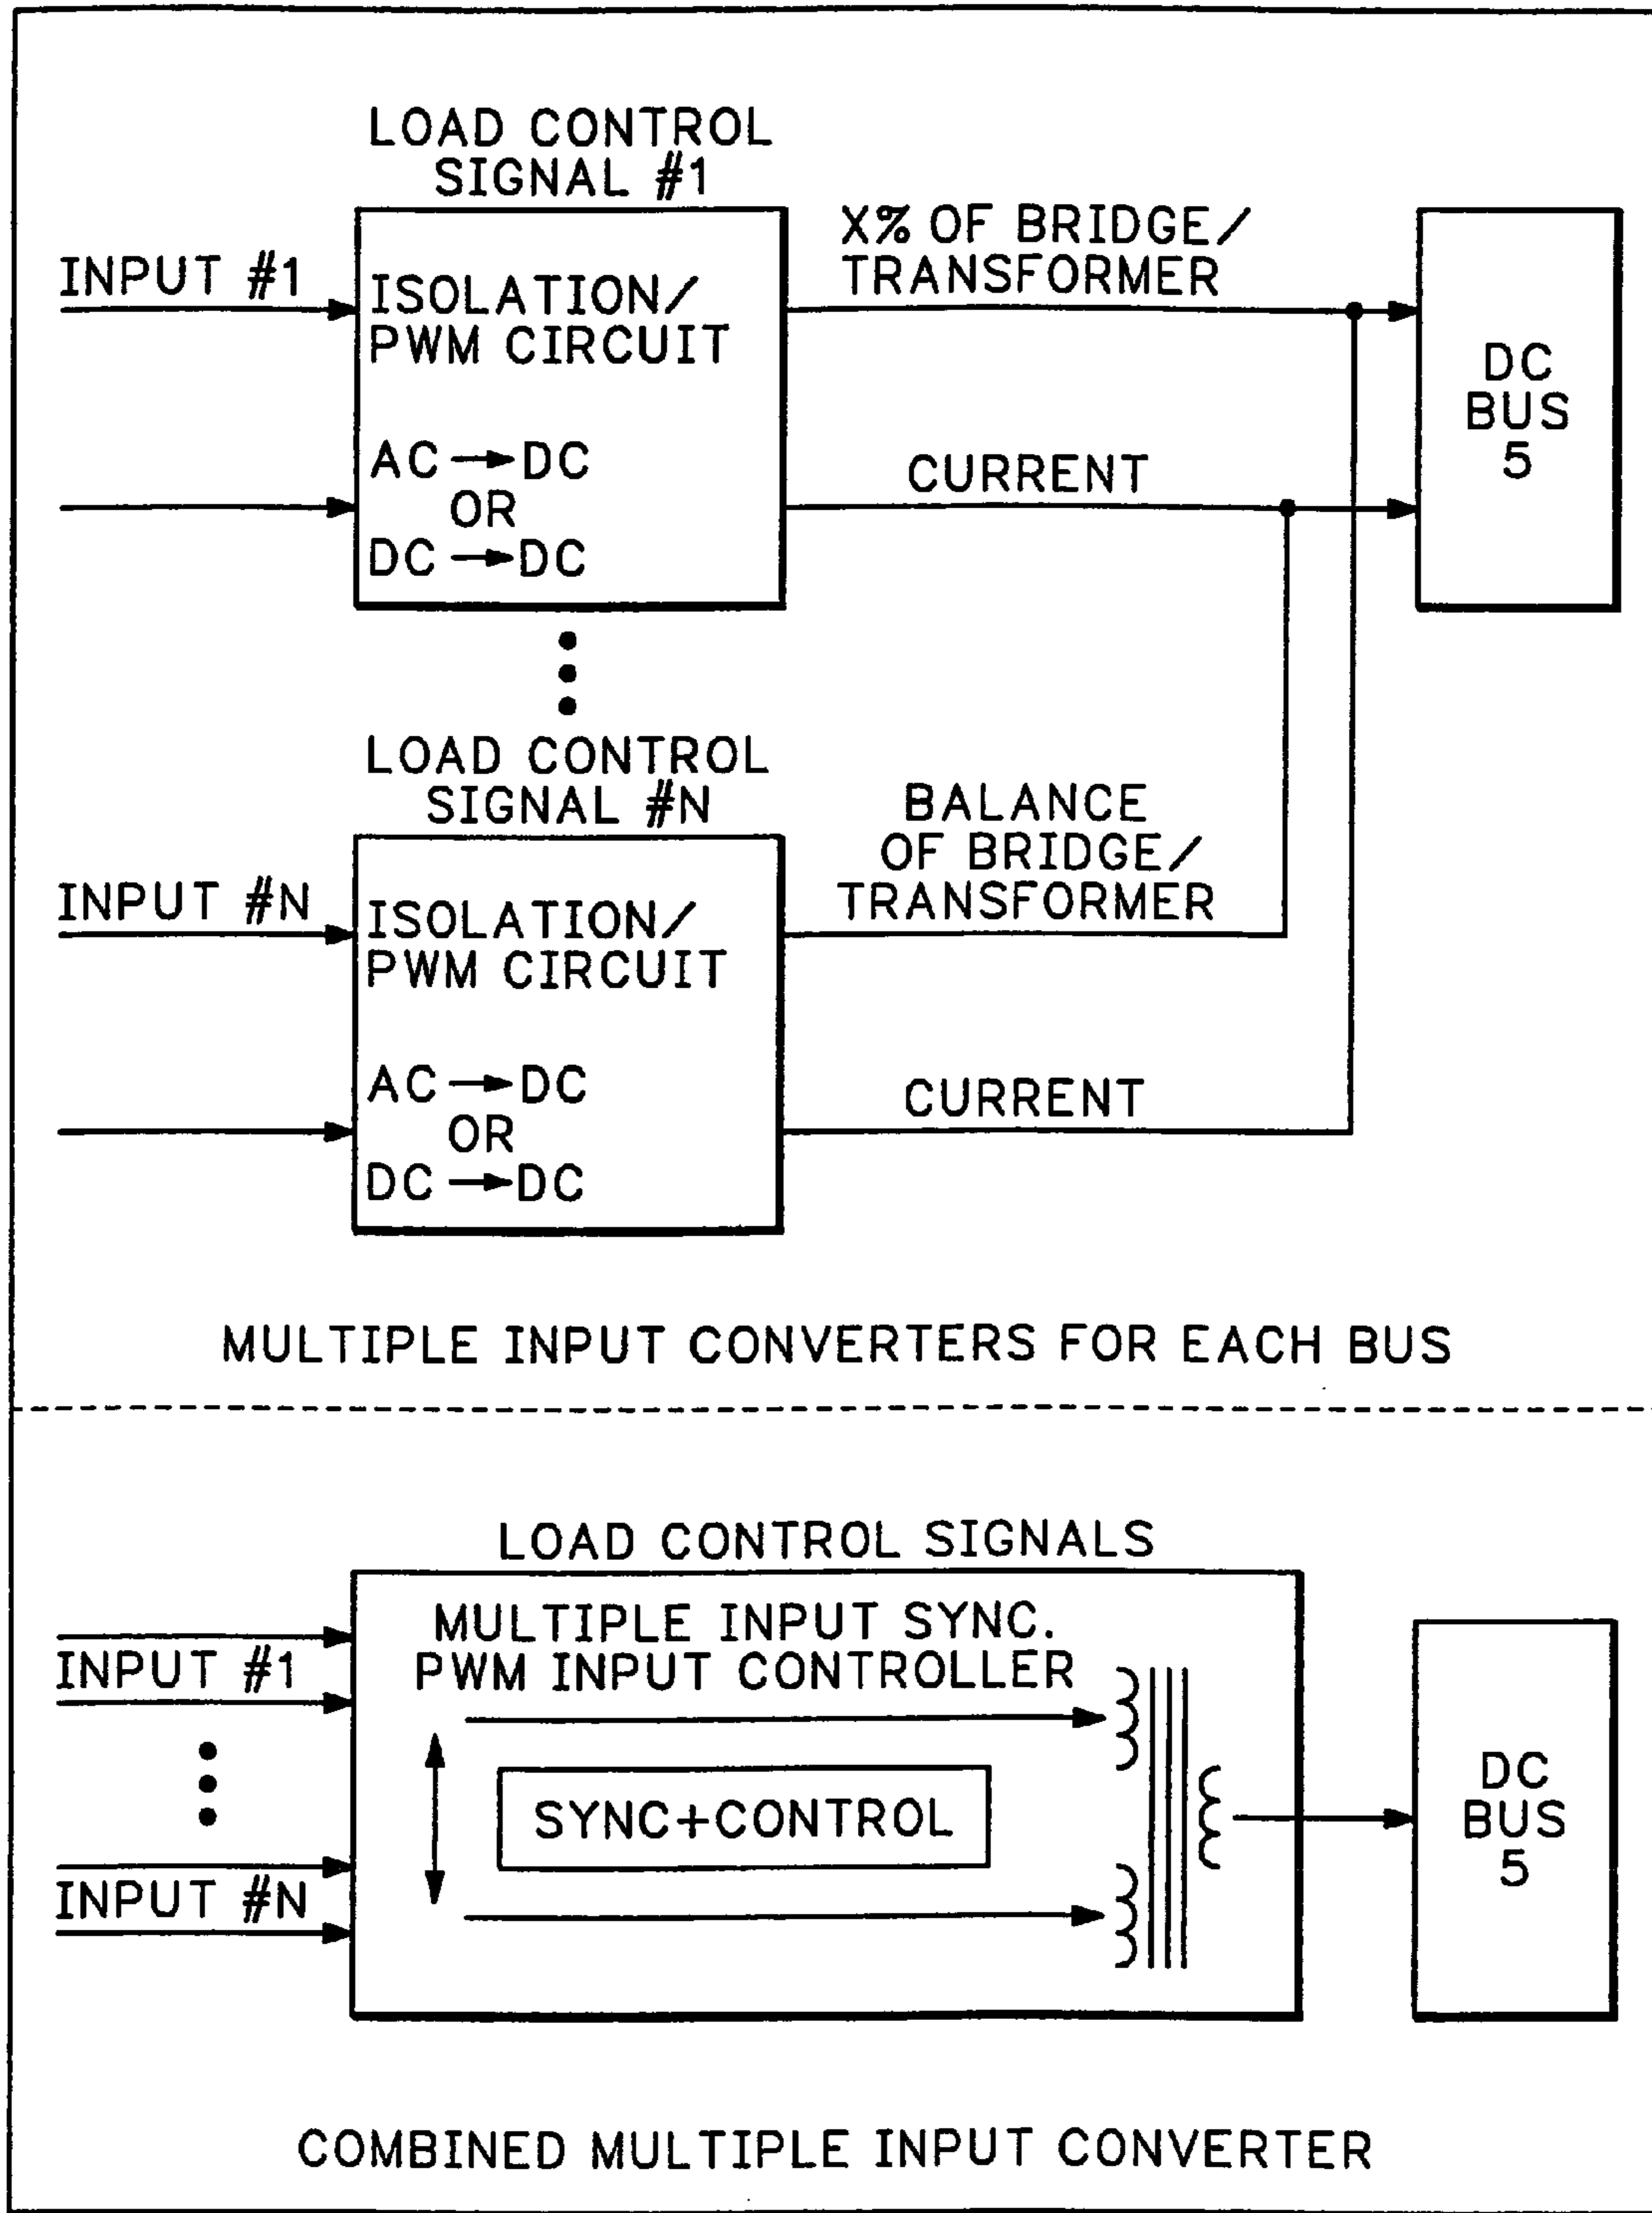 LOAD CONTROL
SIGNAL #1
INPUT #1
ISOLATION/
PWM CIRCUIT
AC → DC
OR
DC → DC
X% OF BRIDGE/
TRANSFORMER
CURRENT
DC
BUS
5
LOAD CONTROL
SIGNAL #N
INPUT #N
ISOLATION/
PWM CIRCUIT
AC → DC
OR
DC → DC
BALANCE
OF BRIDGE/
TRANSFORMER
CURRENT
MULTIPLE INPUT CONVERTERS FOR EACH BUS
LOAD CONTROL SIGNALS
INPUT #1
INPUT #N
MULTIPLE INPUT SYNC.
PWM INPUT CONTROLLER
SYNC+CONTROL
DC
BUS
5
COMBINED MULTIPLE INPUT CONVERTER